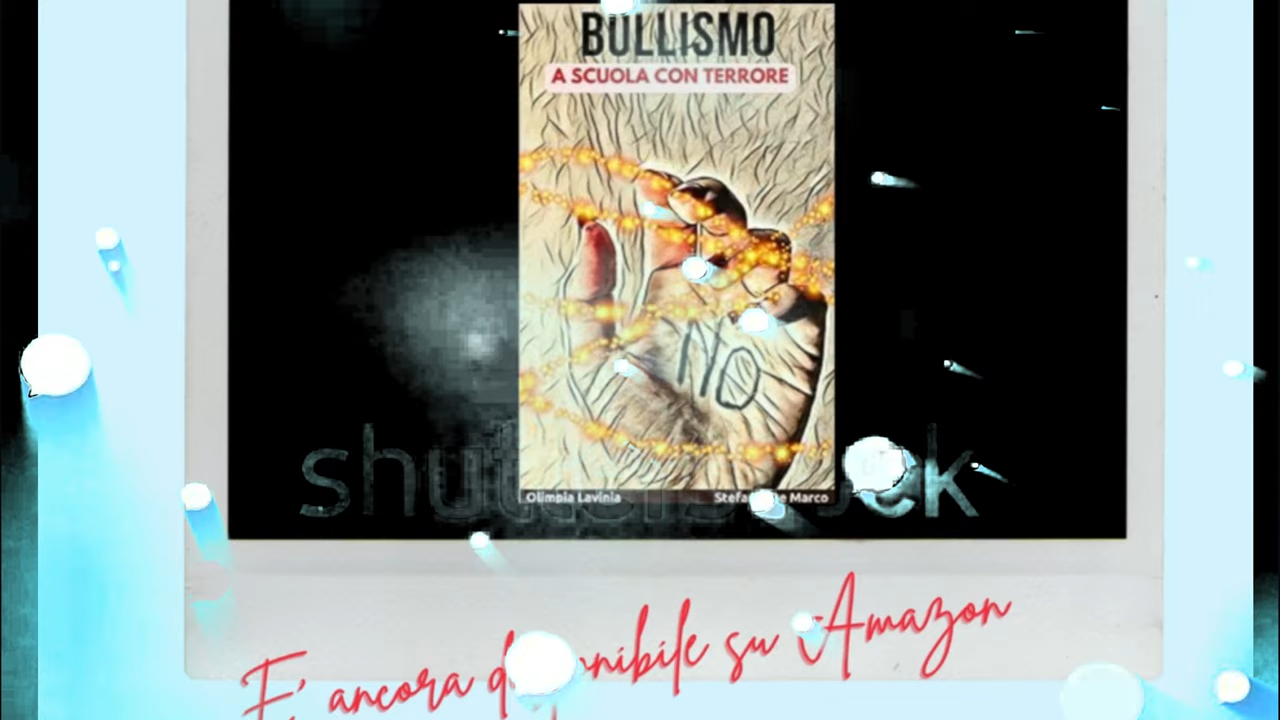 BULLISMO
A SCUOLA CON TERRORE
NO
Olimpia Lavinia
Marco
E' ancora su Amazon